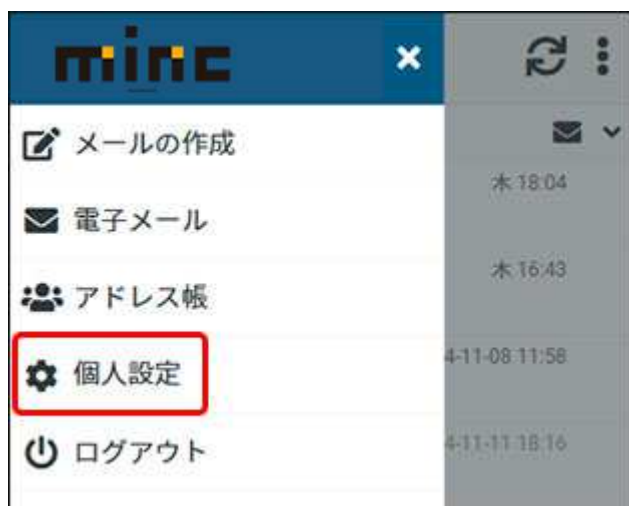 minc
メールの作成
木 18:04
電子メール
木 16:43
アドレス帳
4-11-08 11:58
個人設定
4-11-11 18:16
ログアウト